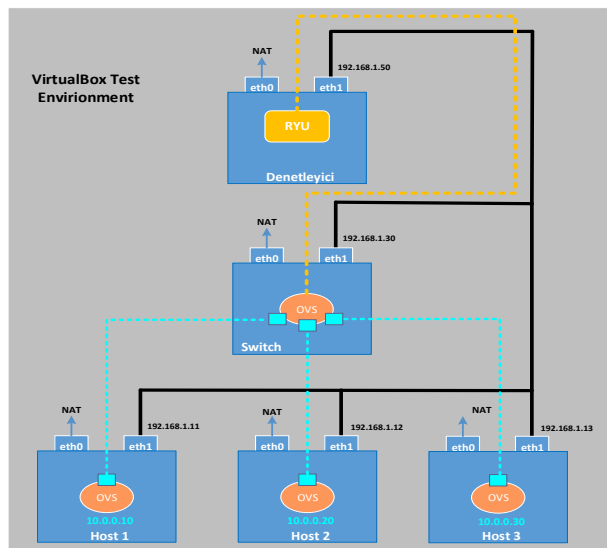 VirtualBox Test
Envirionment
NAT
192.168.1.50
eth0
eth1
RYU
Denetleyici
NAT
192.168.1.30
eth0
eth1
OVS
Switch
NAT
192.168.1.11
eth0
eth1
OVS
10.0.0.10
Host 1
NAT
192.168.1.12
eth0
eth1
OVS
10.0.0.20
Host 2
NAT
192.168.1.13
eth0
eth1
OVS
10.0.0.30
Host 3